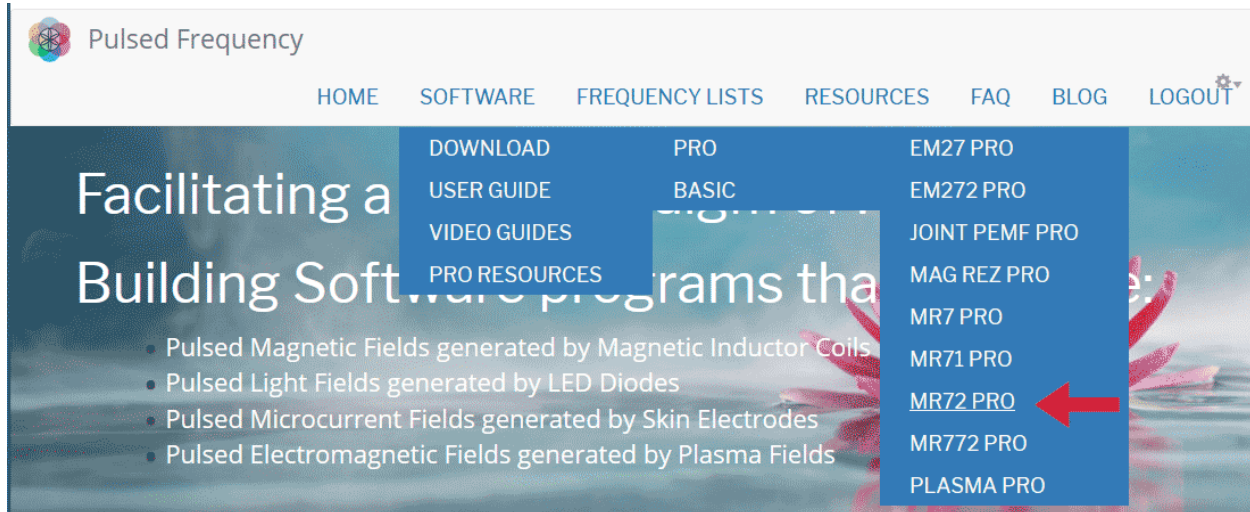 Pulsed Frequency
HOME SOFTWARE FREQUENCY LISTS RESOURCES FAQ BLOG LOGOUT
DOWNLOAD PRO EM27 PRO
Facilitating a
USER GUIDE BASIC EM272 PRO
VIDEO GUIDES JOINT PEMF PRO
Building Software programs
PRO RESOURCES MAG REZ PRO
MR7 PRO
Pulsed Magnetic Fields generated by Magnetic Inductor Coils
MR71 PRO
Pulsed Light Fields generated by LED Diodes
MR72 PRO
Pulsed Microcurrent Fields generated by Skin Electrodes
MR772 PRO
Pulsed Electromagnetic Fields generated by Plasma Fields
PLASMA PRO